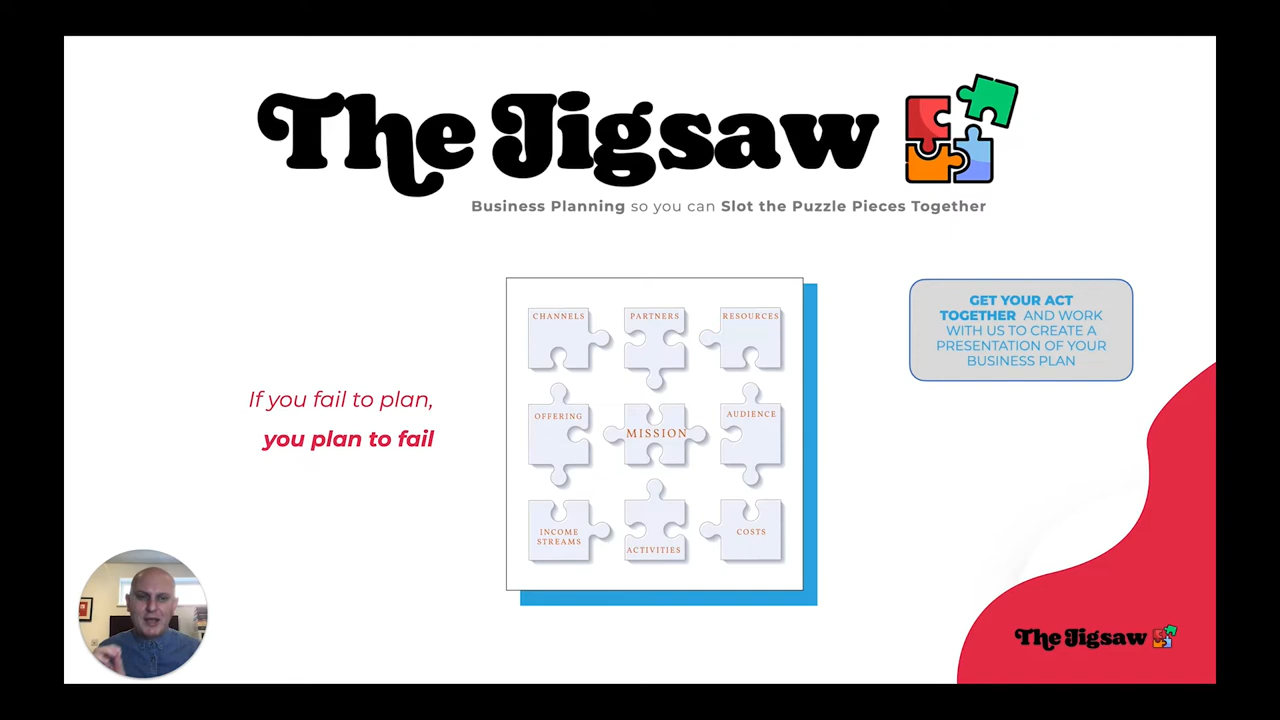 The Jigsaw
Business Planning so you can Slot the Puzzle Pieces Together
GET YOUR ACT
TOGETHER AND WORK
WITH US TO CREATE A
PRESENTATION OF YOUR
BUSINESS PLAN
If you fail to plan,
you plan to fail
CHANNELS
PARTNERS
RESOURCES
OFFERING
MISSION
AUDIENCE
INCOME
STREAMS
ACTIVITIES
COSTS
The Jigsaw